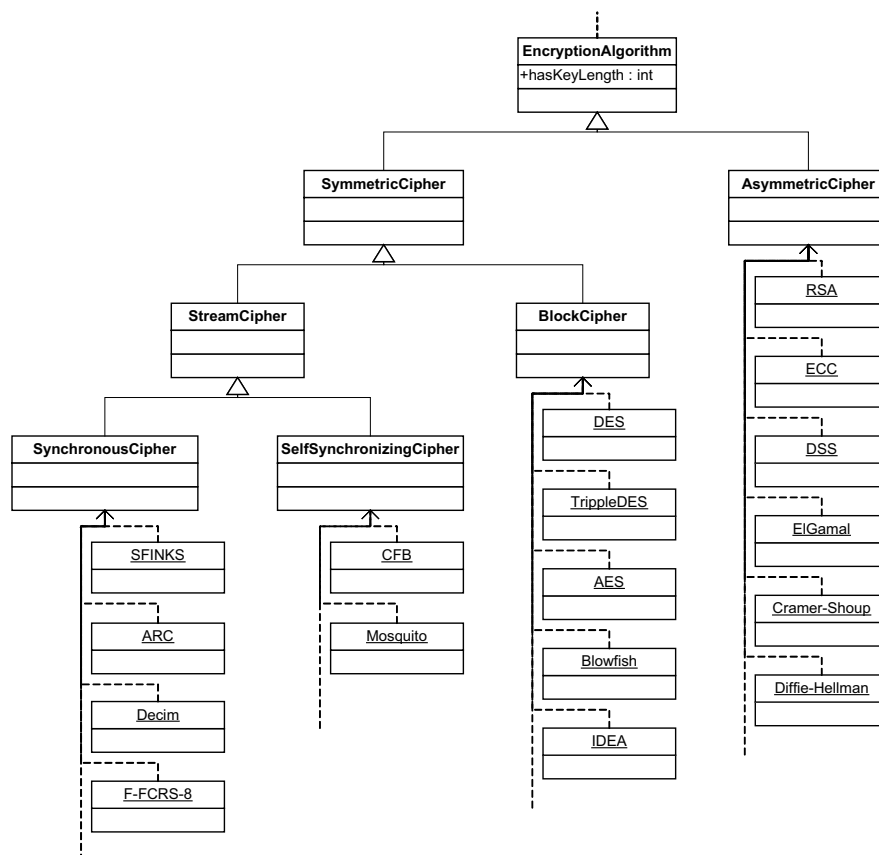 EncryptionAlgorithm
+hasKeyLength : int
SymmetricCipher
AsymmetricCipher
StreamCipher
BlockCipher
SynchronousCipher
SelfSynchronizingCipher
SFINKS
ARC
Decim
F-FCRS-8
CFB
Mosquito
DES
TrippleDES
AES
Blowfish
IDEA
RSA
ECC
DSS
ElGamal
Cramer-Shoup
Diffie-Hellman